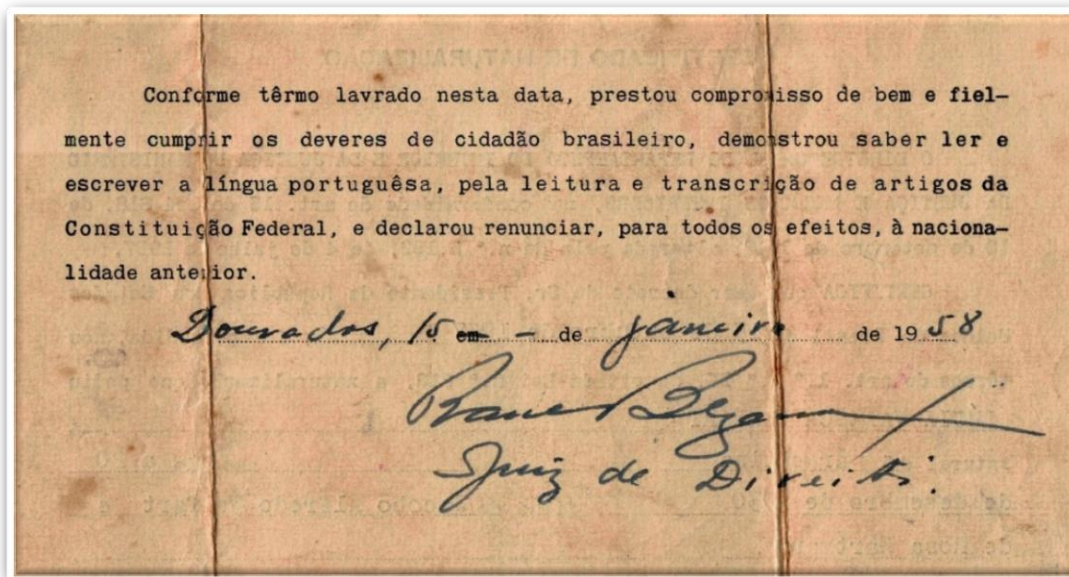 Conforme têrmo lavrado nesta data, prestou compromisso de bem e fiel-
mente cumprir os deveres de cidadão brasileiro, demonstrou saber ler e
escrever a língua portuguêsa, pela leitura e transcrição de artigos da
Constituição Federal, e declarou renunciar, para todos os efeitos, à naciona-
lidade anterior.
Dourados, 15 em - de janeiro de 1958
Juiz de Direito.